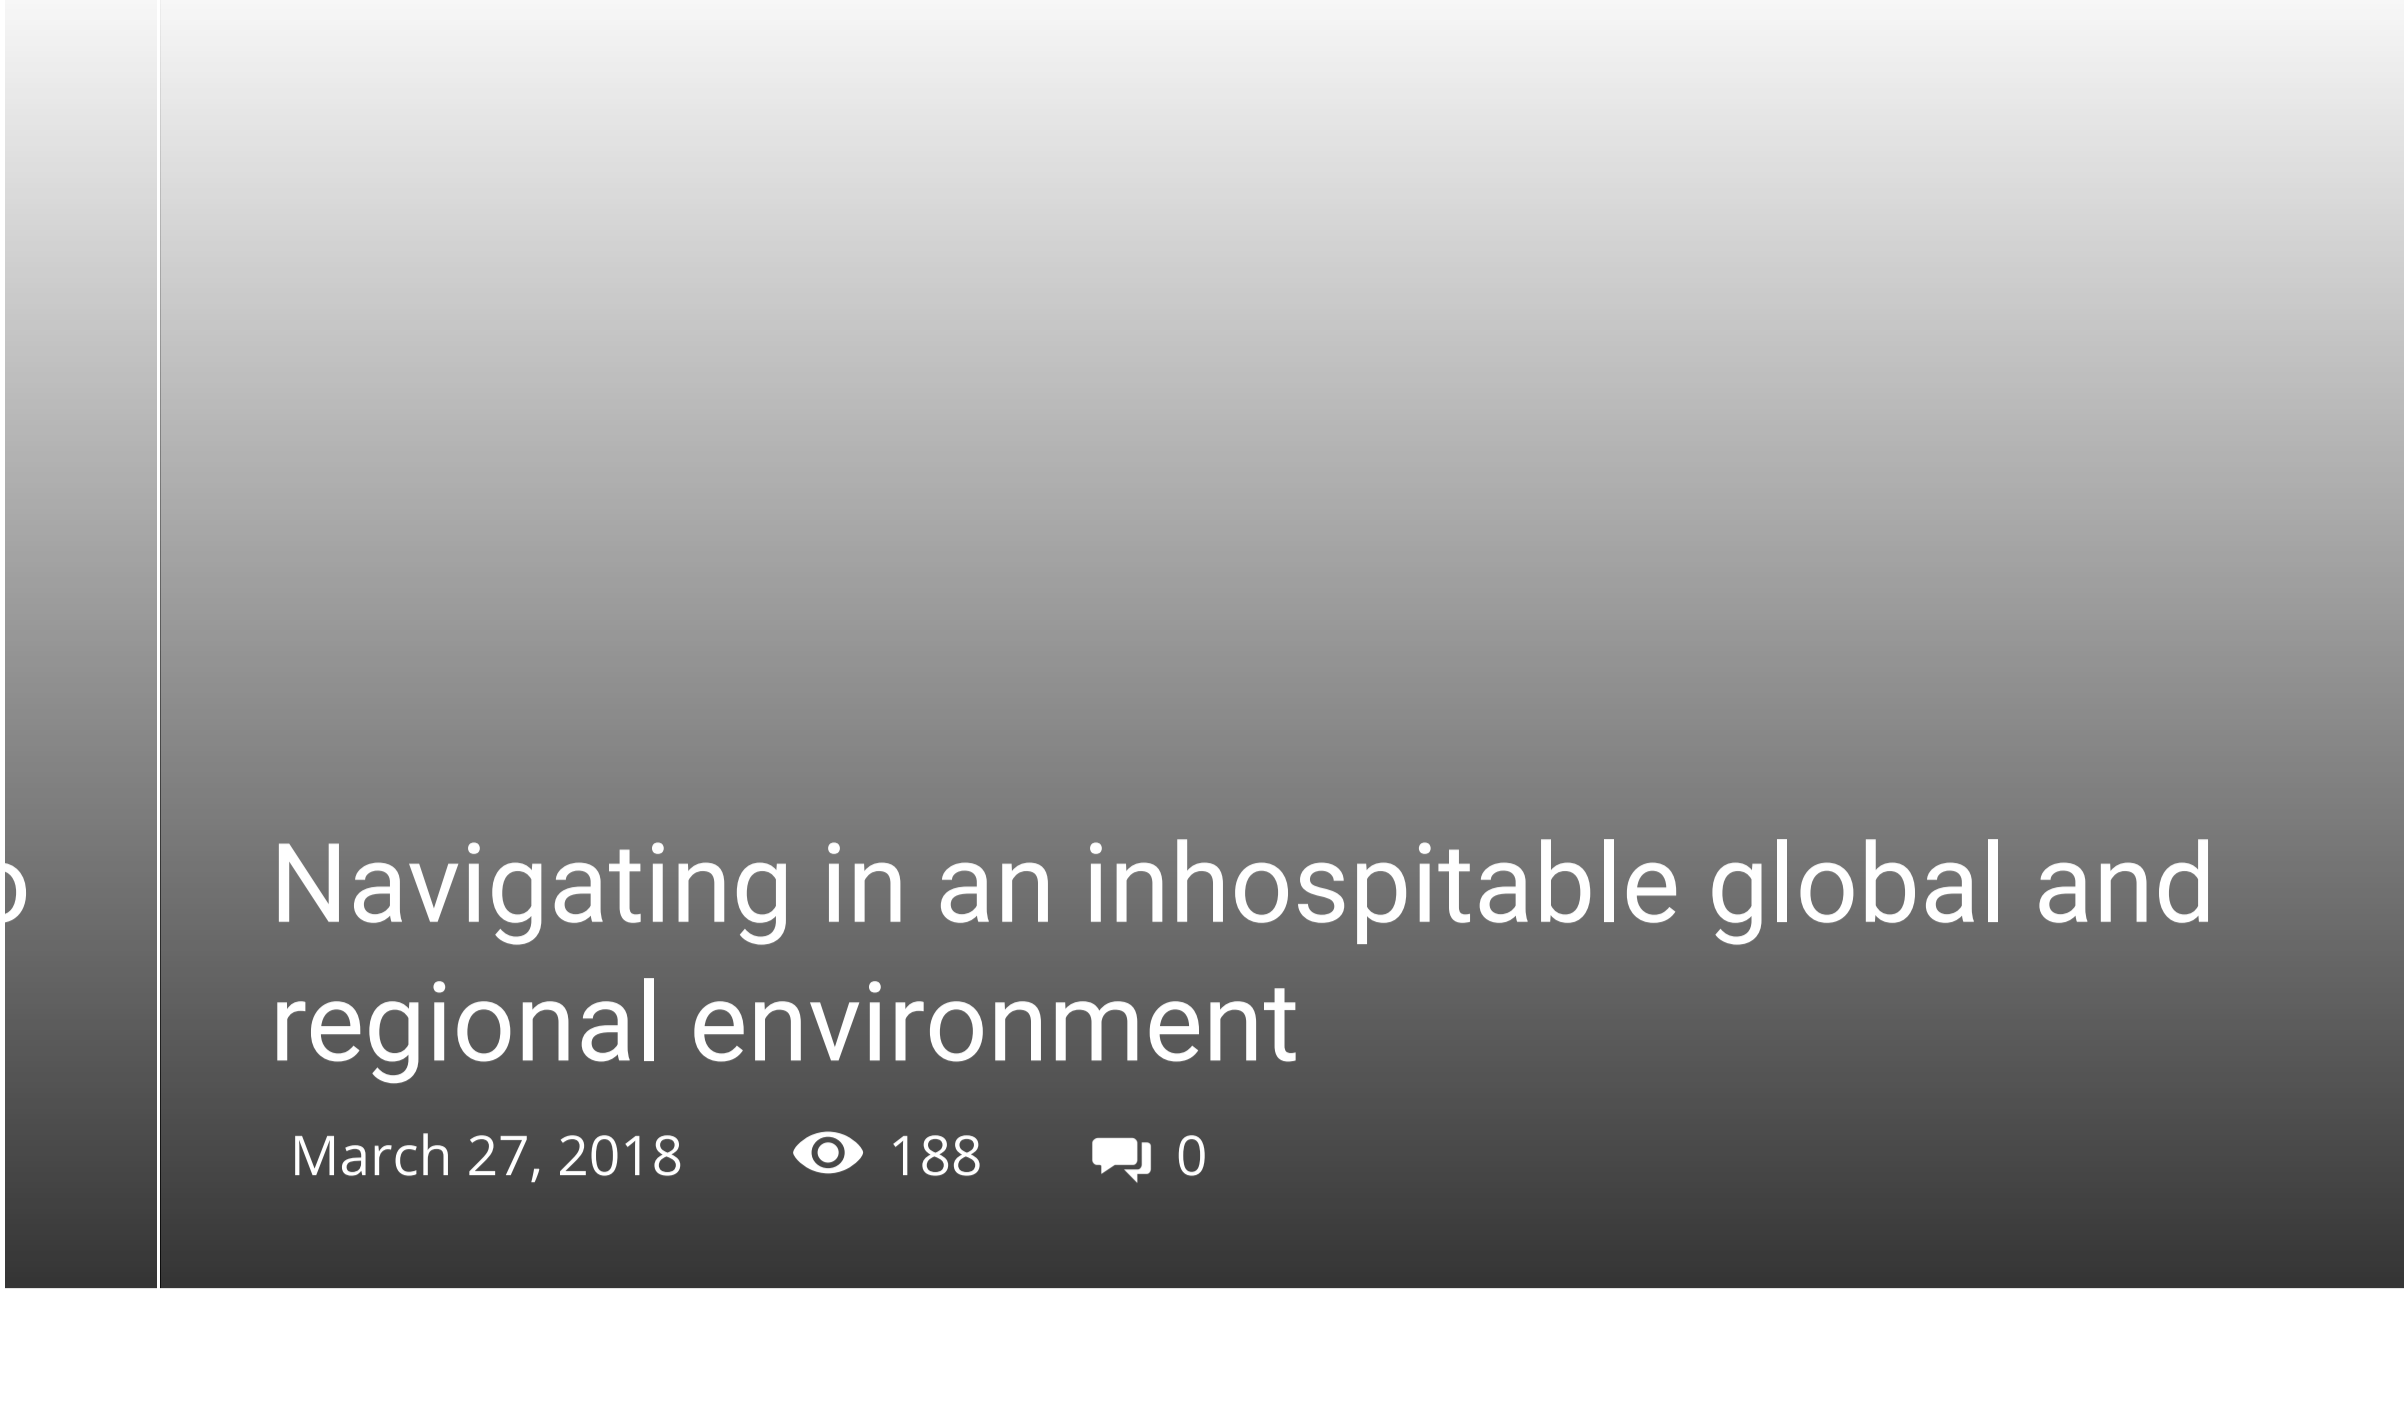 Navigating in an inhospitable global and
regional environment
March 27, 2018 188 0